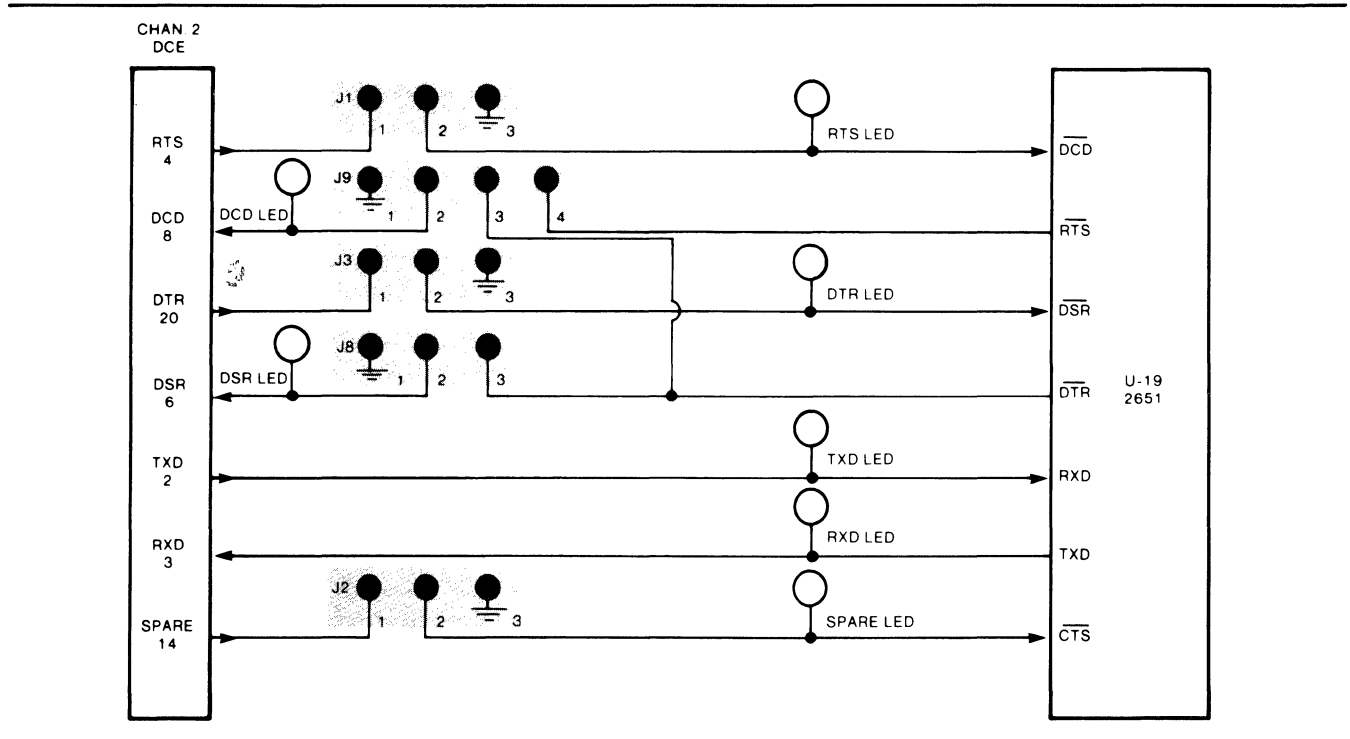 CHAN. 2
DCE
J1
1 2 3
RTS
4
RTS LED
DCD
J9
1 2 3 4
DCD
8
DCD LED
RTS
J3
1 2 3
DTR
20
DTR LED
DSR
J8
1 2 3
DSR
6
DSR LED
DTR
U-19
2651
TXD
2
TXD LED
RXD
RXD
3
RXD LED
TXD
J2
1 2 3
SPARE
14
SPARE LED
CTS